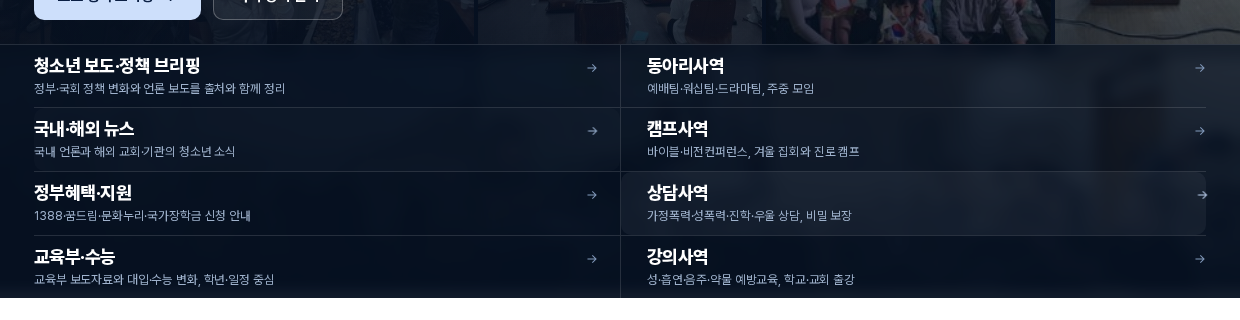 청소년 보도·정책 브리핑
정부·국회 정책 변화와 언론 보도를 출처와 함께 정리
국내·해외 뉴스
국내 언론과 해외 교회·기관의 청소년 소식
정부혜택·지원
1388·꿈드림·문화누리·국가장학금 신청 안내
교육부·수능
교육부 보도자료와 대입·수능 변화, 학년·일정 중심
동아리사역
예배팀·워십팀·드라마팀, 주중 모임
캠프사역
바이블·비전컨퍼런스, 겨울 집회와 진로 캠프
상담사역
가정폭력·성폭력·진학·우울 상담, 비밀 보장
강의사역
성·흡연·음주·약물 예방교육, 학교·교회 출강